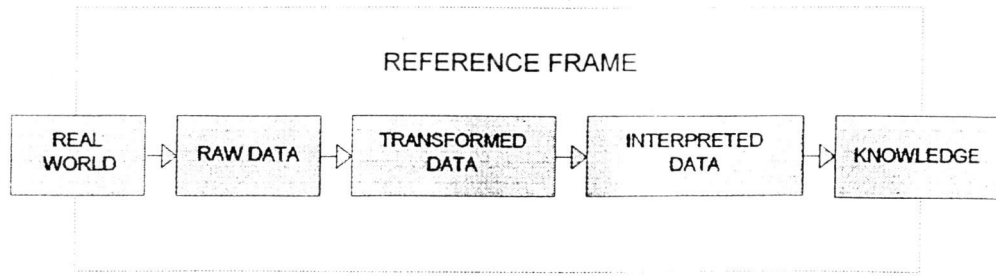 REFERENCE FRAME
REAL
WORLD
RAW DATA
TRANSFORMED
DATA
INTERPRETED
DATA
KNOWLEDGE